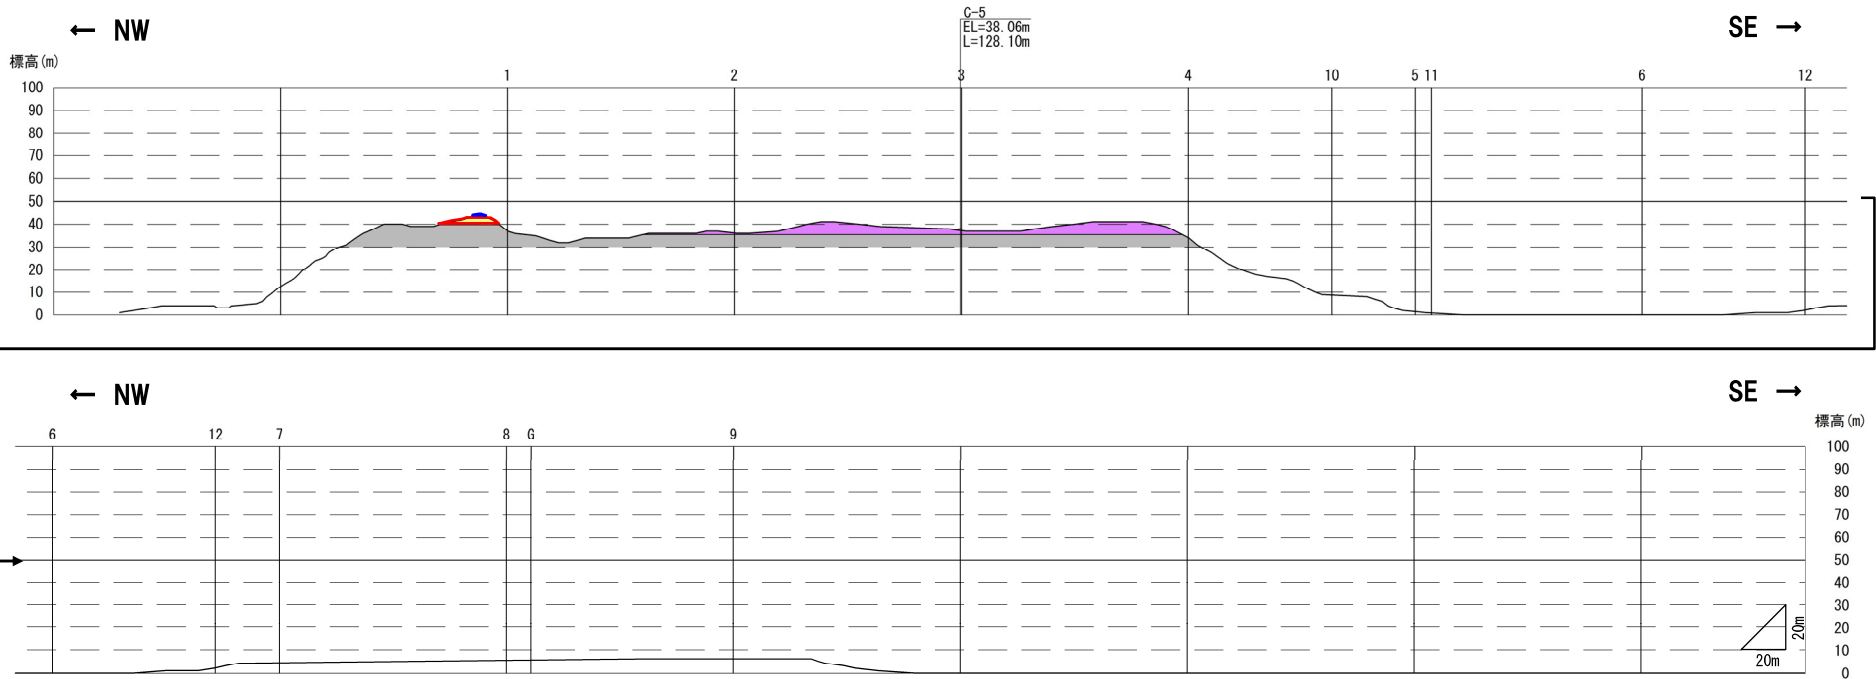 ← NW
C-5
EL=38.06m
L=128.10m
SE →
標高(m)
1 2 3 4 10 5 11 6 12
100
90
80
70
60
50
40
30
20
10
0
← NW
SE →
標高(m)
6 12 7 8 G 9
100
90
80
70
60
50
40
30
20
10
0
20m
20m